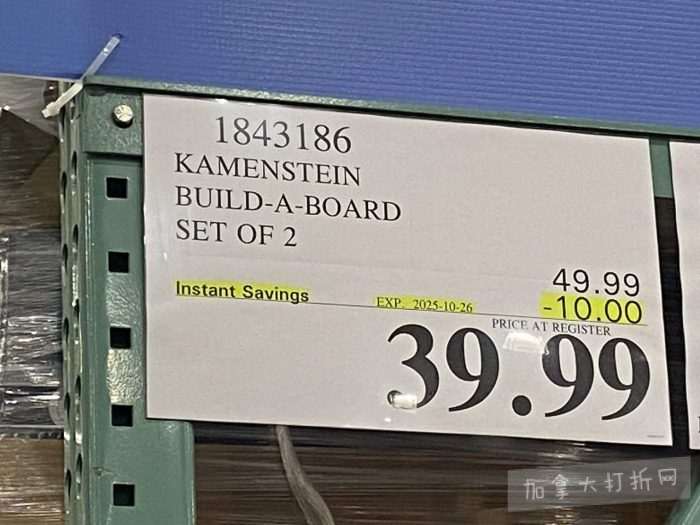 1843186
KAMENSTEIN
BUILD-A-BOARD
SET OF 2
49.99
Instant Savings EXP. 2025-10-26 -10.00
PRICE AT REGISTER
39.99
加拿大打折网